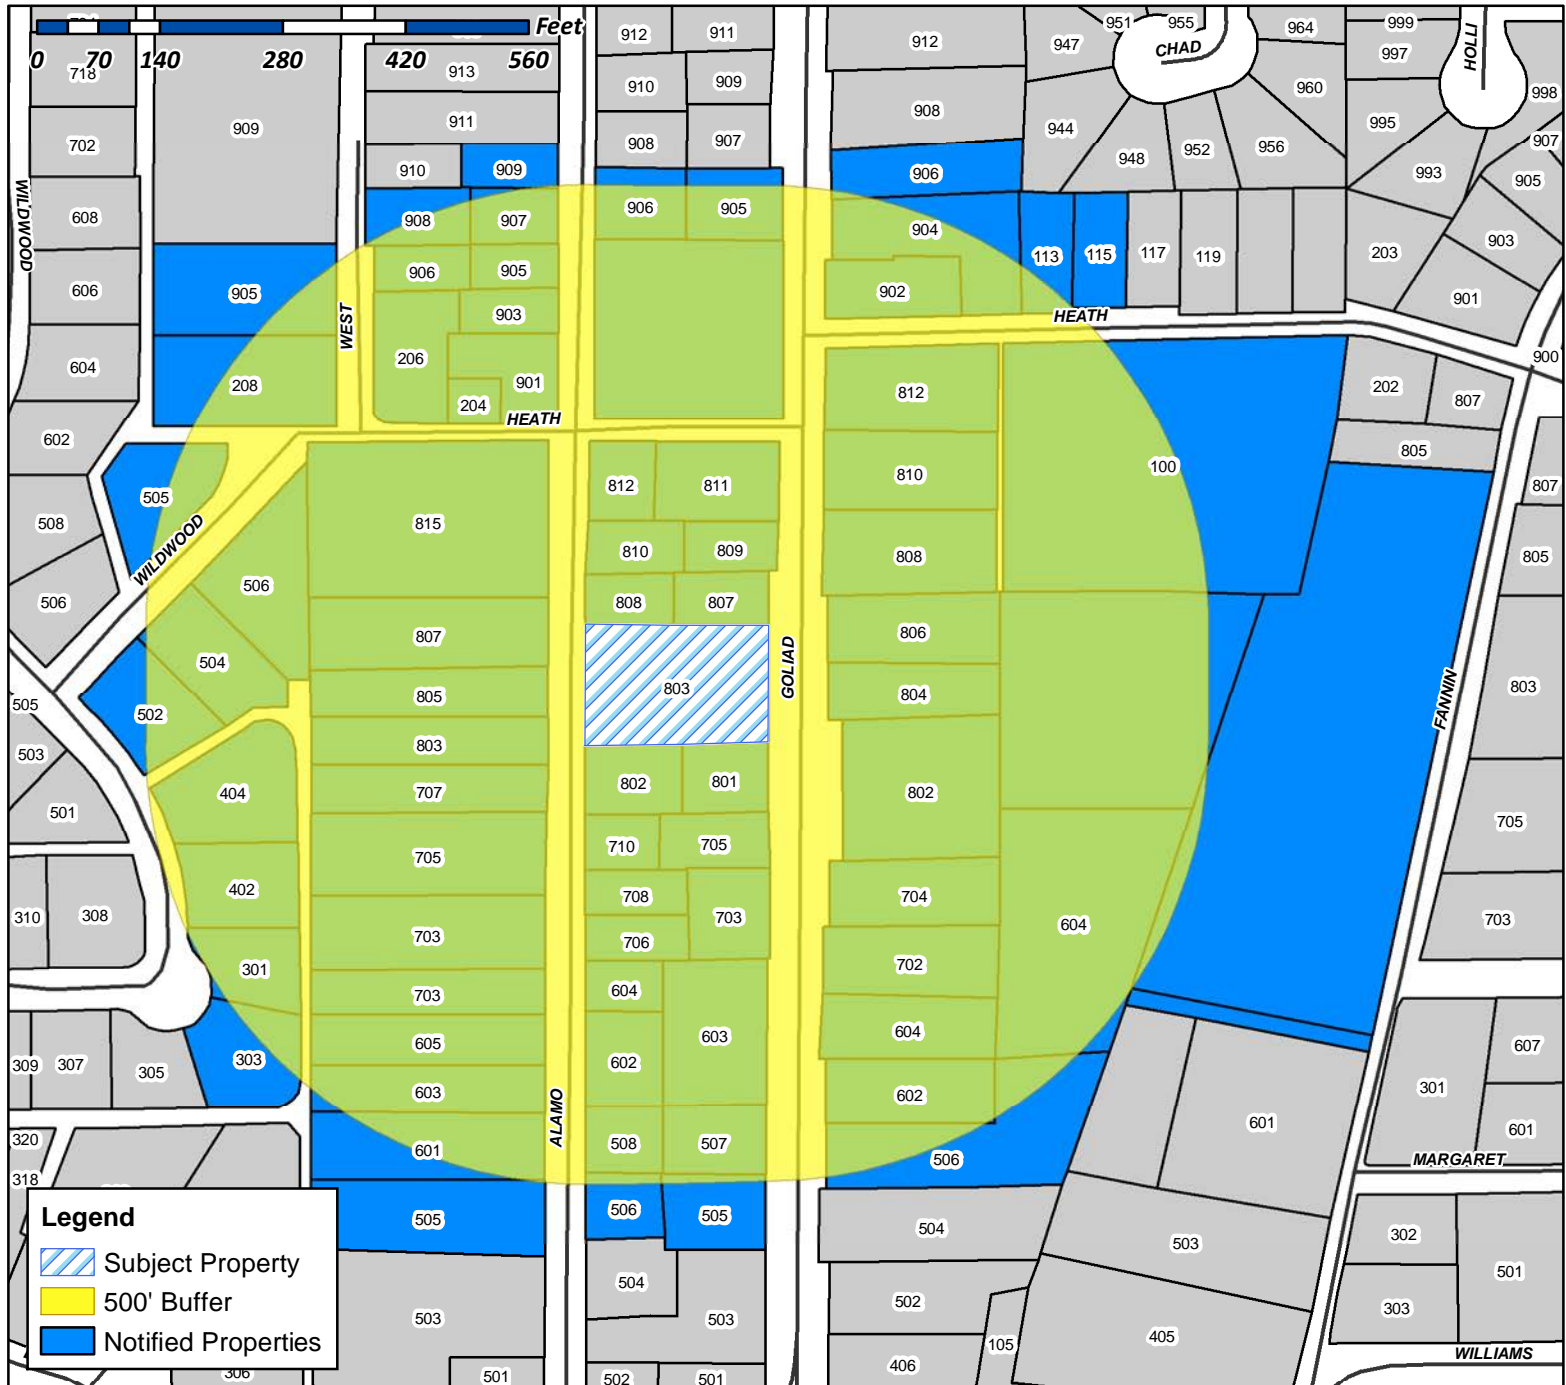 Feet
0 70 140 280 420 560
912 911 912 947 951 955 964 999
CHAD
HOLLI
718 913 910 909 997
960 998
909 911 908 908 995
702 908 907 944 948 952 956 907
910 909 906 993 905
WILDWOOD
608 908 907 906 905 904
113 115 117 119 203 903
606 905 906 905 902 901
WEST
903
HEATH
604 208 206 901 900
204 812 202 807
HEATH
602 805
505 812 811 810 100 807
508 815
WILDWOOD
810 809 808 805
506 506 808 807
807 806
504
GOLIAD
803 803
505 502 805 804
FANNIN
503 803
404 707 802 801 802
501 705
710 705
705
402 708 704
310 308 703 703 604 703
706
301 702
703 604
604
603
309 307 305 303 605 602 607
603 602 301
ALAMO
320 508 507 601 601
318 601 506
MARGARET
505 506 505 504 302
503
504 501
503 503 502 303
405
406 105
WILLIAMS
306 501 502 501
Legend
Subject Property
500' Buffer
Notified Properties